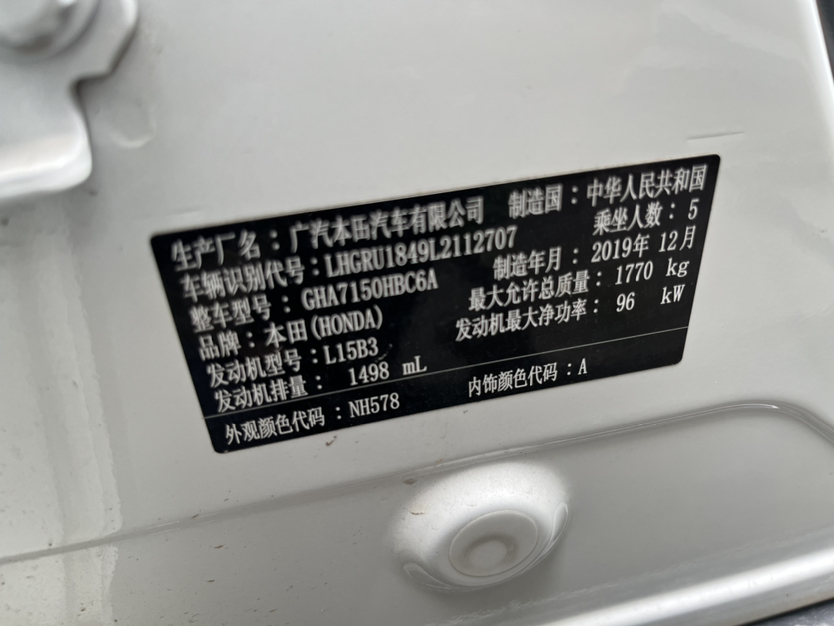 生产厂名：广汽本田汽车有限公司 制造国：中华人民共和国
车辆识别代号：LHGRU1849L2112707 乘坐人数：5
整车型号：GHA7150HBC6A 制造年月：2019年12月
品牌：本田(HONDA) 最大允许总质量：1770 kg
发动机型号：L15B3 发动机最大净功率：96 kW
发动机排量：1498 mL
外观颜色代码：NH578 内饰颜色代码：A